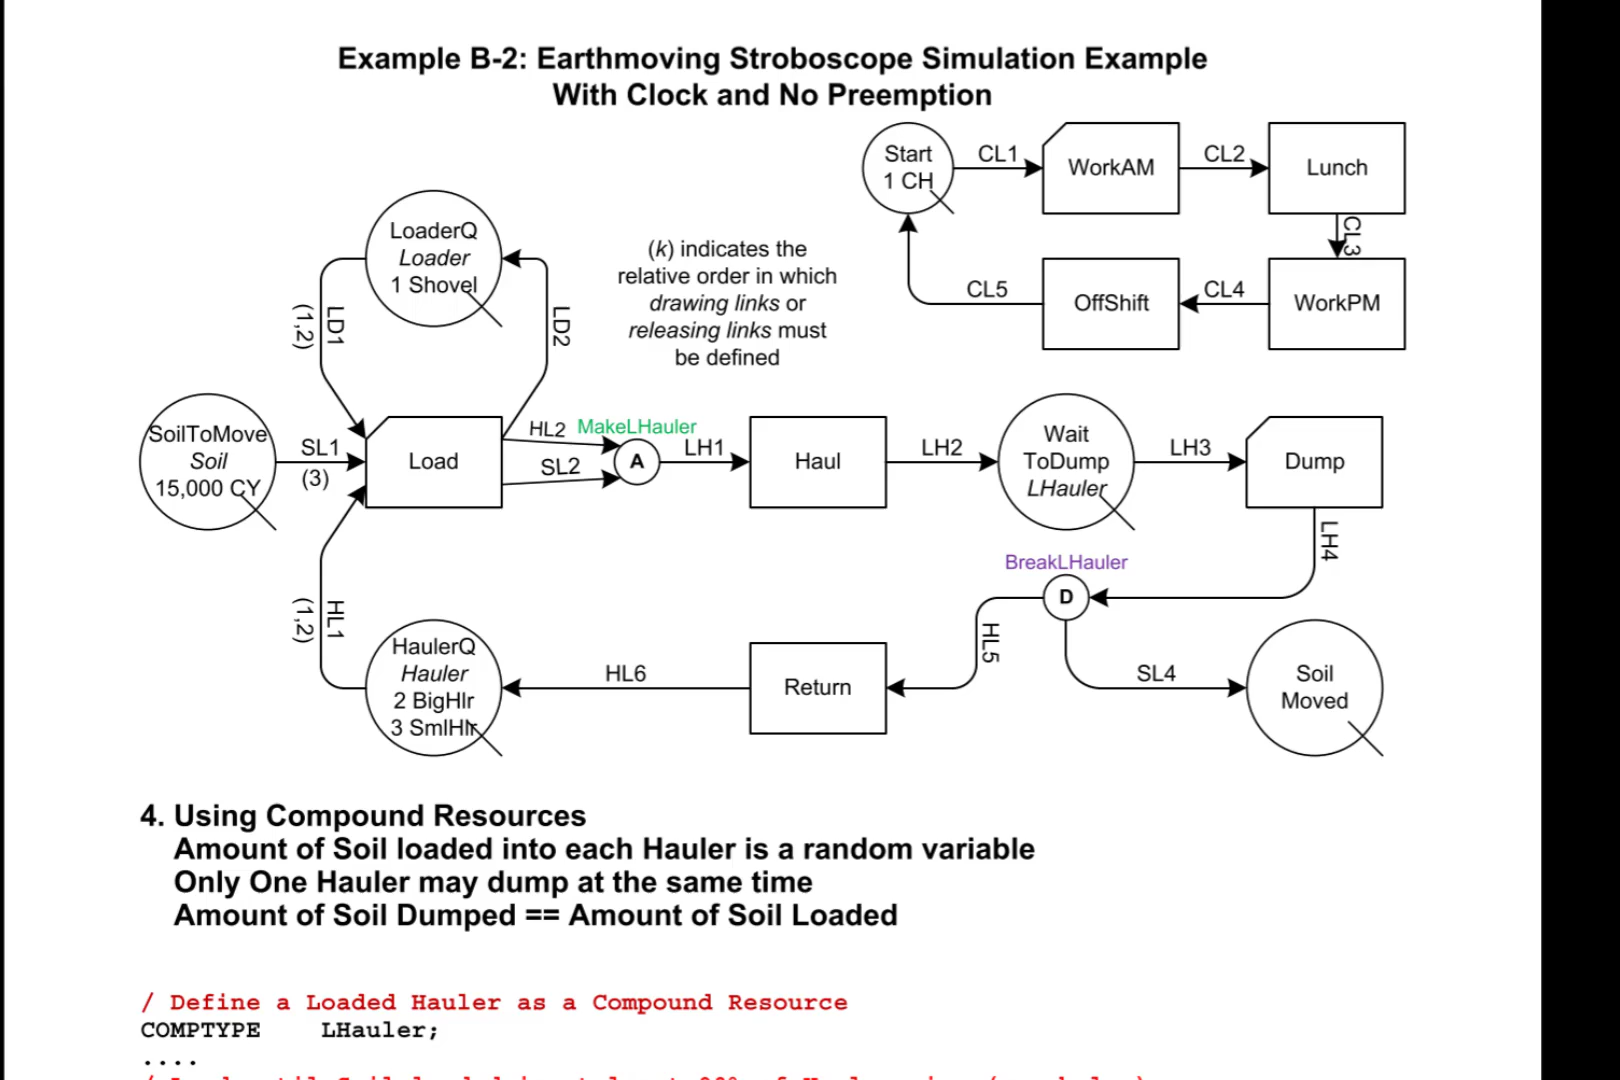 Example B-2: Earthmoving Stroboscope Simulation Example
With Clock and No Preemption
Start
1 CH
CL1
WorkAM
CL2
Lunch
CL3
WorkPM
CL4
OffShift
CL5
LoaderQ
Loader
1 Shovel
LD1
(1,2)
LD2
(k) indicates the
relative order in which
drawing links or
releasing links must
be defined
SoilToMove
Soil
15,000 CY
SL1
(3)
Load
HL2
SL2
MakeLHauler
A
LH1
Haul
LH2
Wait
ToDump
LHauler
LH3
Dump
LH4
BreakLHauler
D
HL5
SL4
Soil
Moved
Return
HL6
HaulerQ
Hauler
2 BigHlr
3 SmlHlr
HL1
(1,2)
4. Using Compound Resources
Amount of Soil loaded into each Hauler is a random variable
Only One Hauler may dump at the same time
Amount of Soil Dumped == Amount of Soil Loaded
/ Define a Loaded Hauler as a Compound Resource
COMPTYPE LHauler;
....